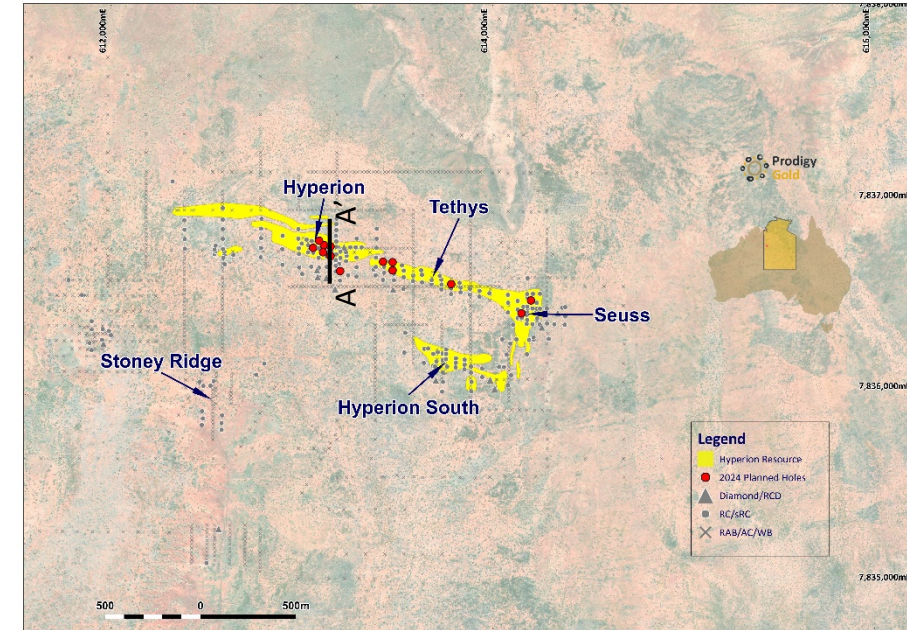 612,000mE
614,000mE
616,000mE
7,838,000mN
Prodigy
Gold
7,837,000mN
Hyperion
A'
Tethys
A
Seuss
Stoney Ridge
7,836,000mN
Hyperion South
Legend
Hyperion Resource
2024 Planned Holes
Diamond/RCD
RC/sRC
RAB/AC/WB
7,835,000mN
500 0 500m